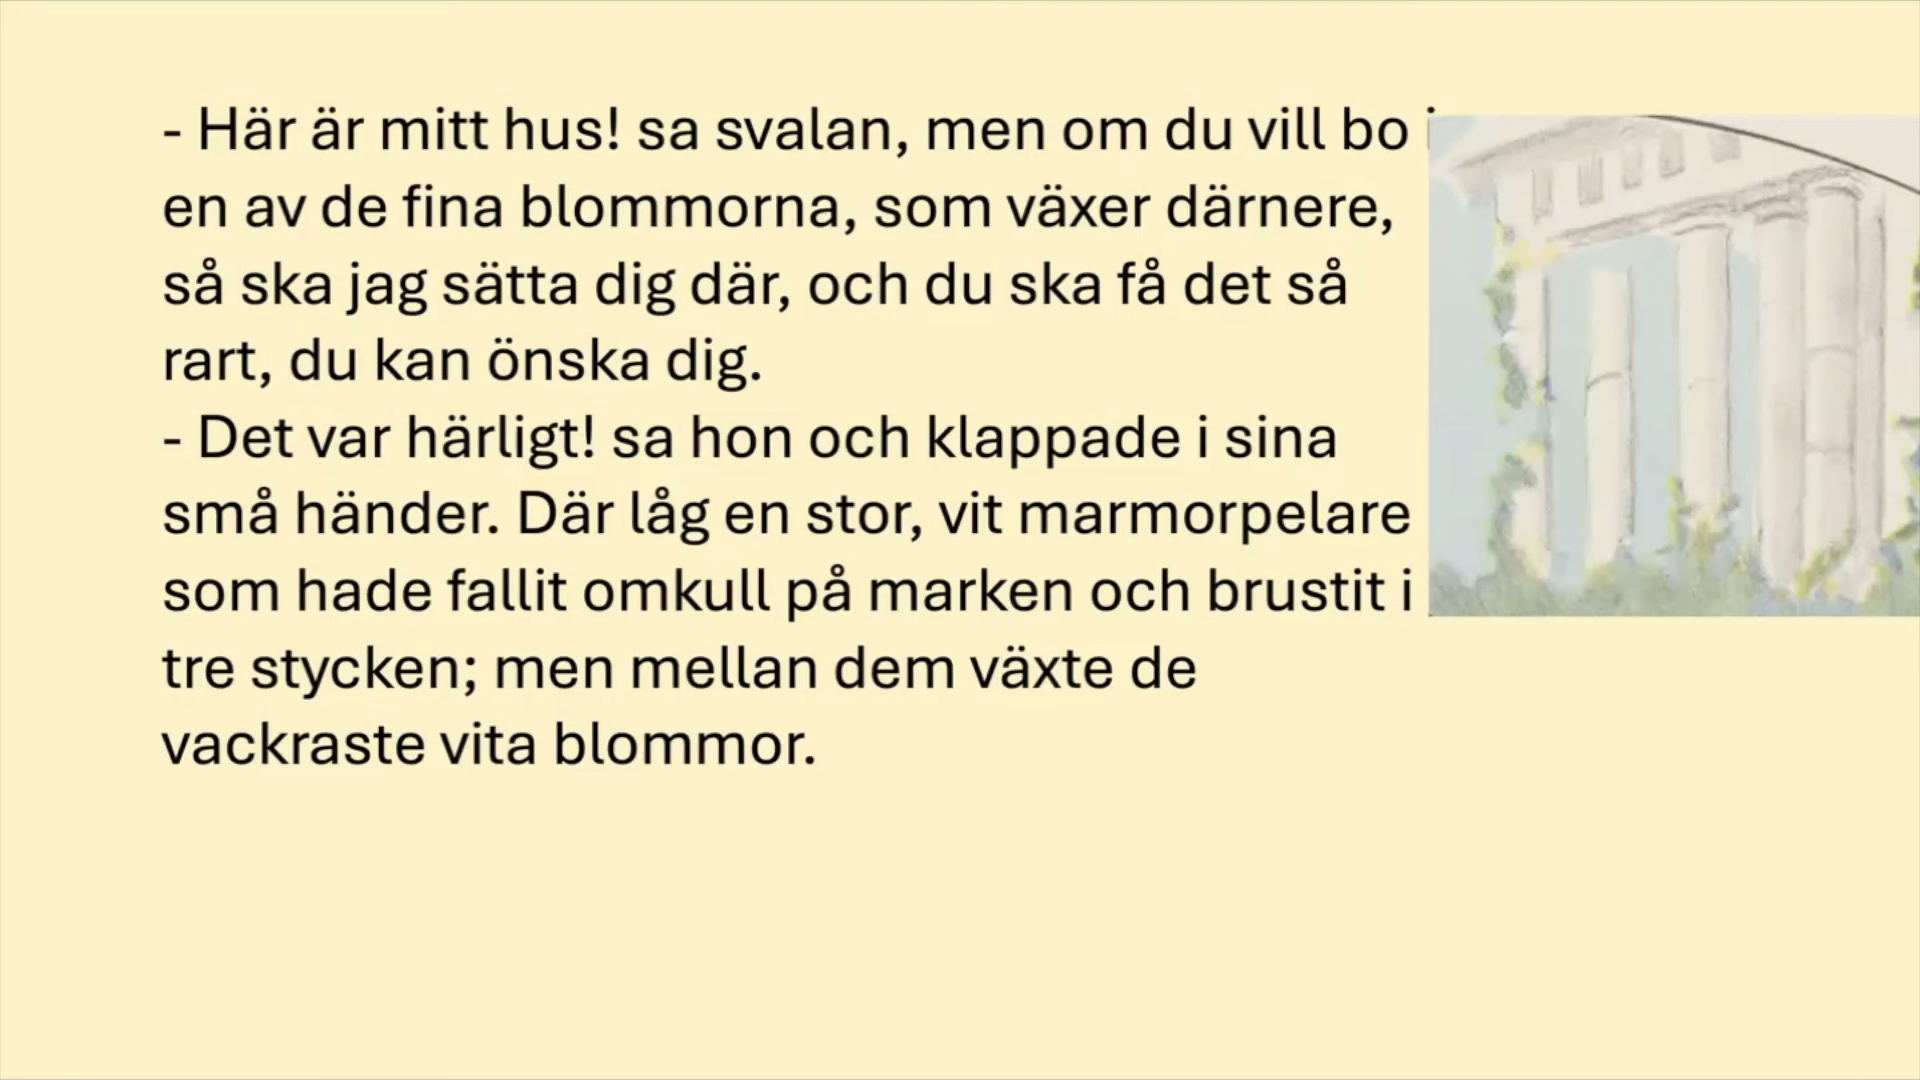 - Här är mitt hus! sa svalan, men om du vill bo i
en av de fina blommorna, som växer därnere,
så ska jag sätta dig där, och du ska få det så
rart, du kan önska dig.
- Det var härligt! sa hon och klappade i sina
små händer. Där låg en stor, vit marmorpelare
som hade fallit omkull på marken och brustit i
tre stycken; men mellan dem växte de
vackraste vita blommor.